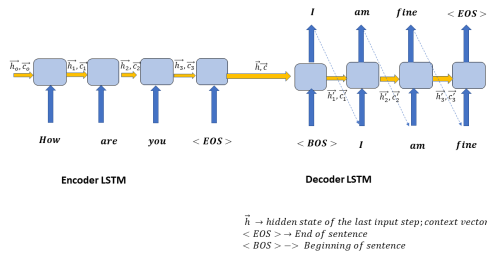 I am fine < EOS >
h₀, c₀ h₁, c₁ h₂, c₂ h₃, c₃ h, c
h₁′, c₁′ h₂′, c₂′ h₃′, c₃′
How are you < EOS > < BOS > I am fine
Encoder LSTM Decoder LSTM
h → hidden state of the last input step; context vector
< EOS > → End of sentence
< BOS > −> Beginning of sentence